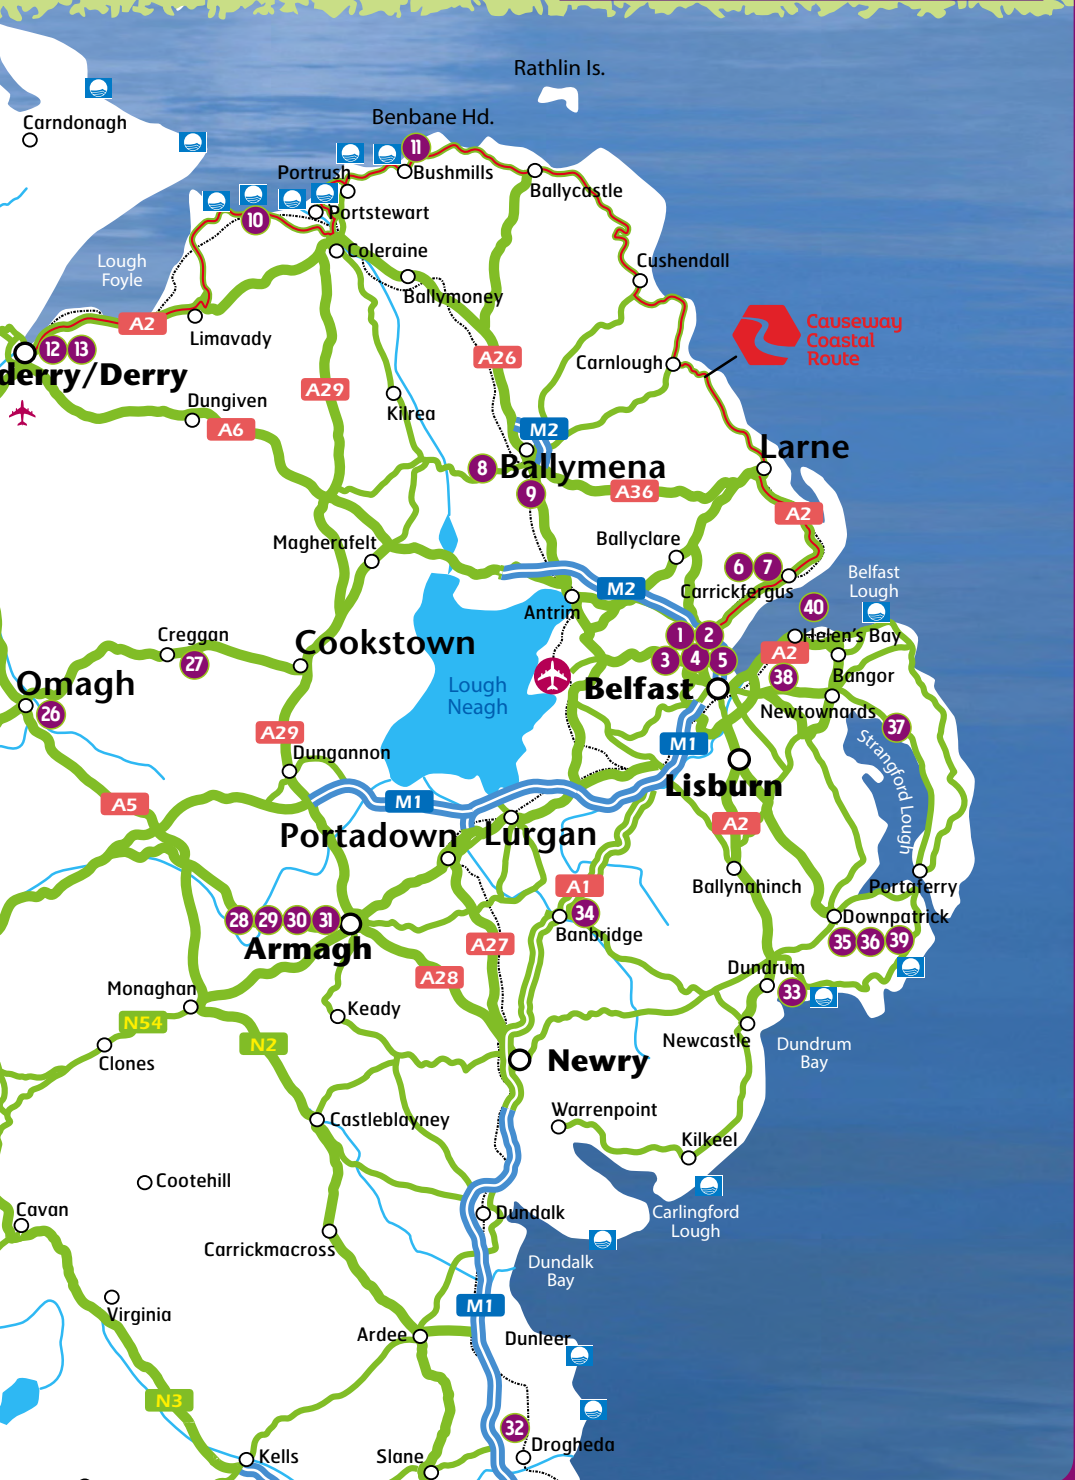 Rathlin Is.
Carndonagh
Benbane Hd.
11
Portrush
Bushmills
Ballycastle
10
Portstewart
Coleraine
Lough
Foyle
Cushendall
Ballymoney
A2
Limavady
Causeway
Coastal
Route
12
13
derry/Derry
A26
Carnlough
A29
Dungiven
Kilrea
A6
M2
Larne
8
Ballymena
9
A36
A2
Magherafelt
Ballyclare
6
7
Carrickfergus
Belfast
Lough
M2
Antrim
40
Creggan
27
Cookstown
1
2
3
4
5
Helen's Bay
A2
Omagh
26
Lough
Neagh
Belfast
38
Bangor
Newtownards
A29
37
Strangford Lough
Dungannon
M1
Lisburn
A5
M1
Portadown
Lurgan
A2
A1
Ballynahinch
Portaferry
28
29
30
31
34
Banbridge
Downpatrick
35
36
39
Armagh
A27
A28
Dundrum
33
Monaghan
Keady
N54
N2
Clones
Newcastle
Dundrum
Bay
Newry
Castleblayney
Warrenpoint
Kilkeel
Cootehill
Cavan
Dundalk
Carlingford
Lough
Carrickmacross
Dundalk
Bay
Virginia
M1
Ardee
Dunleer
N3
32
Drogheda
Kells
Slane